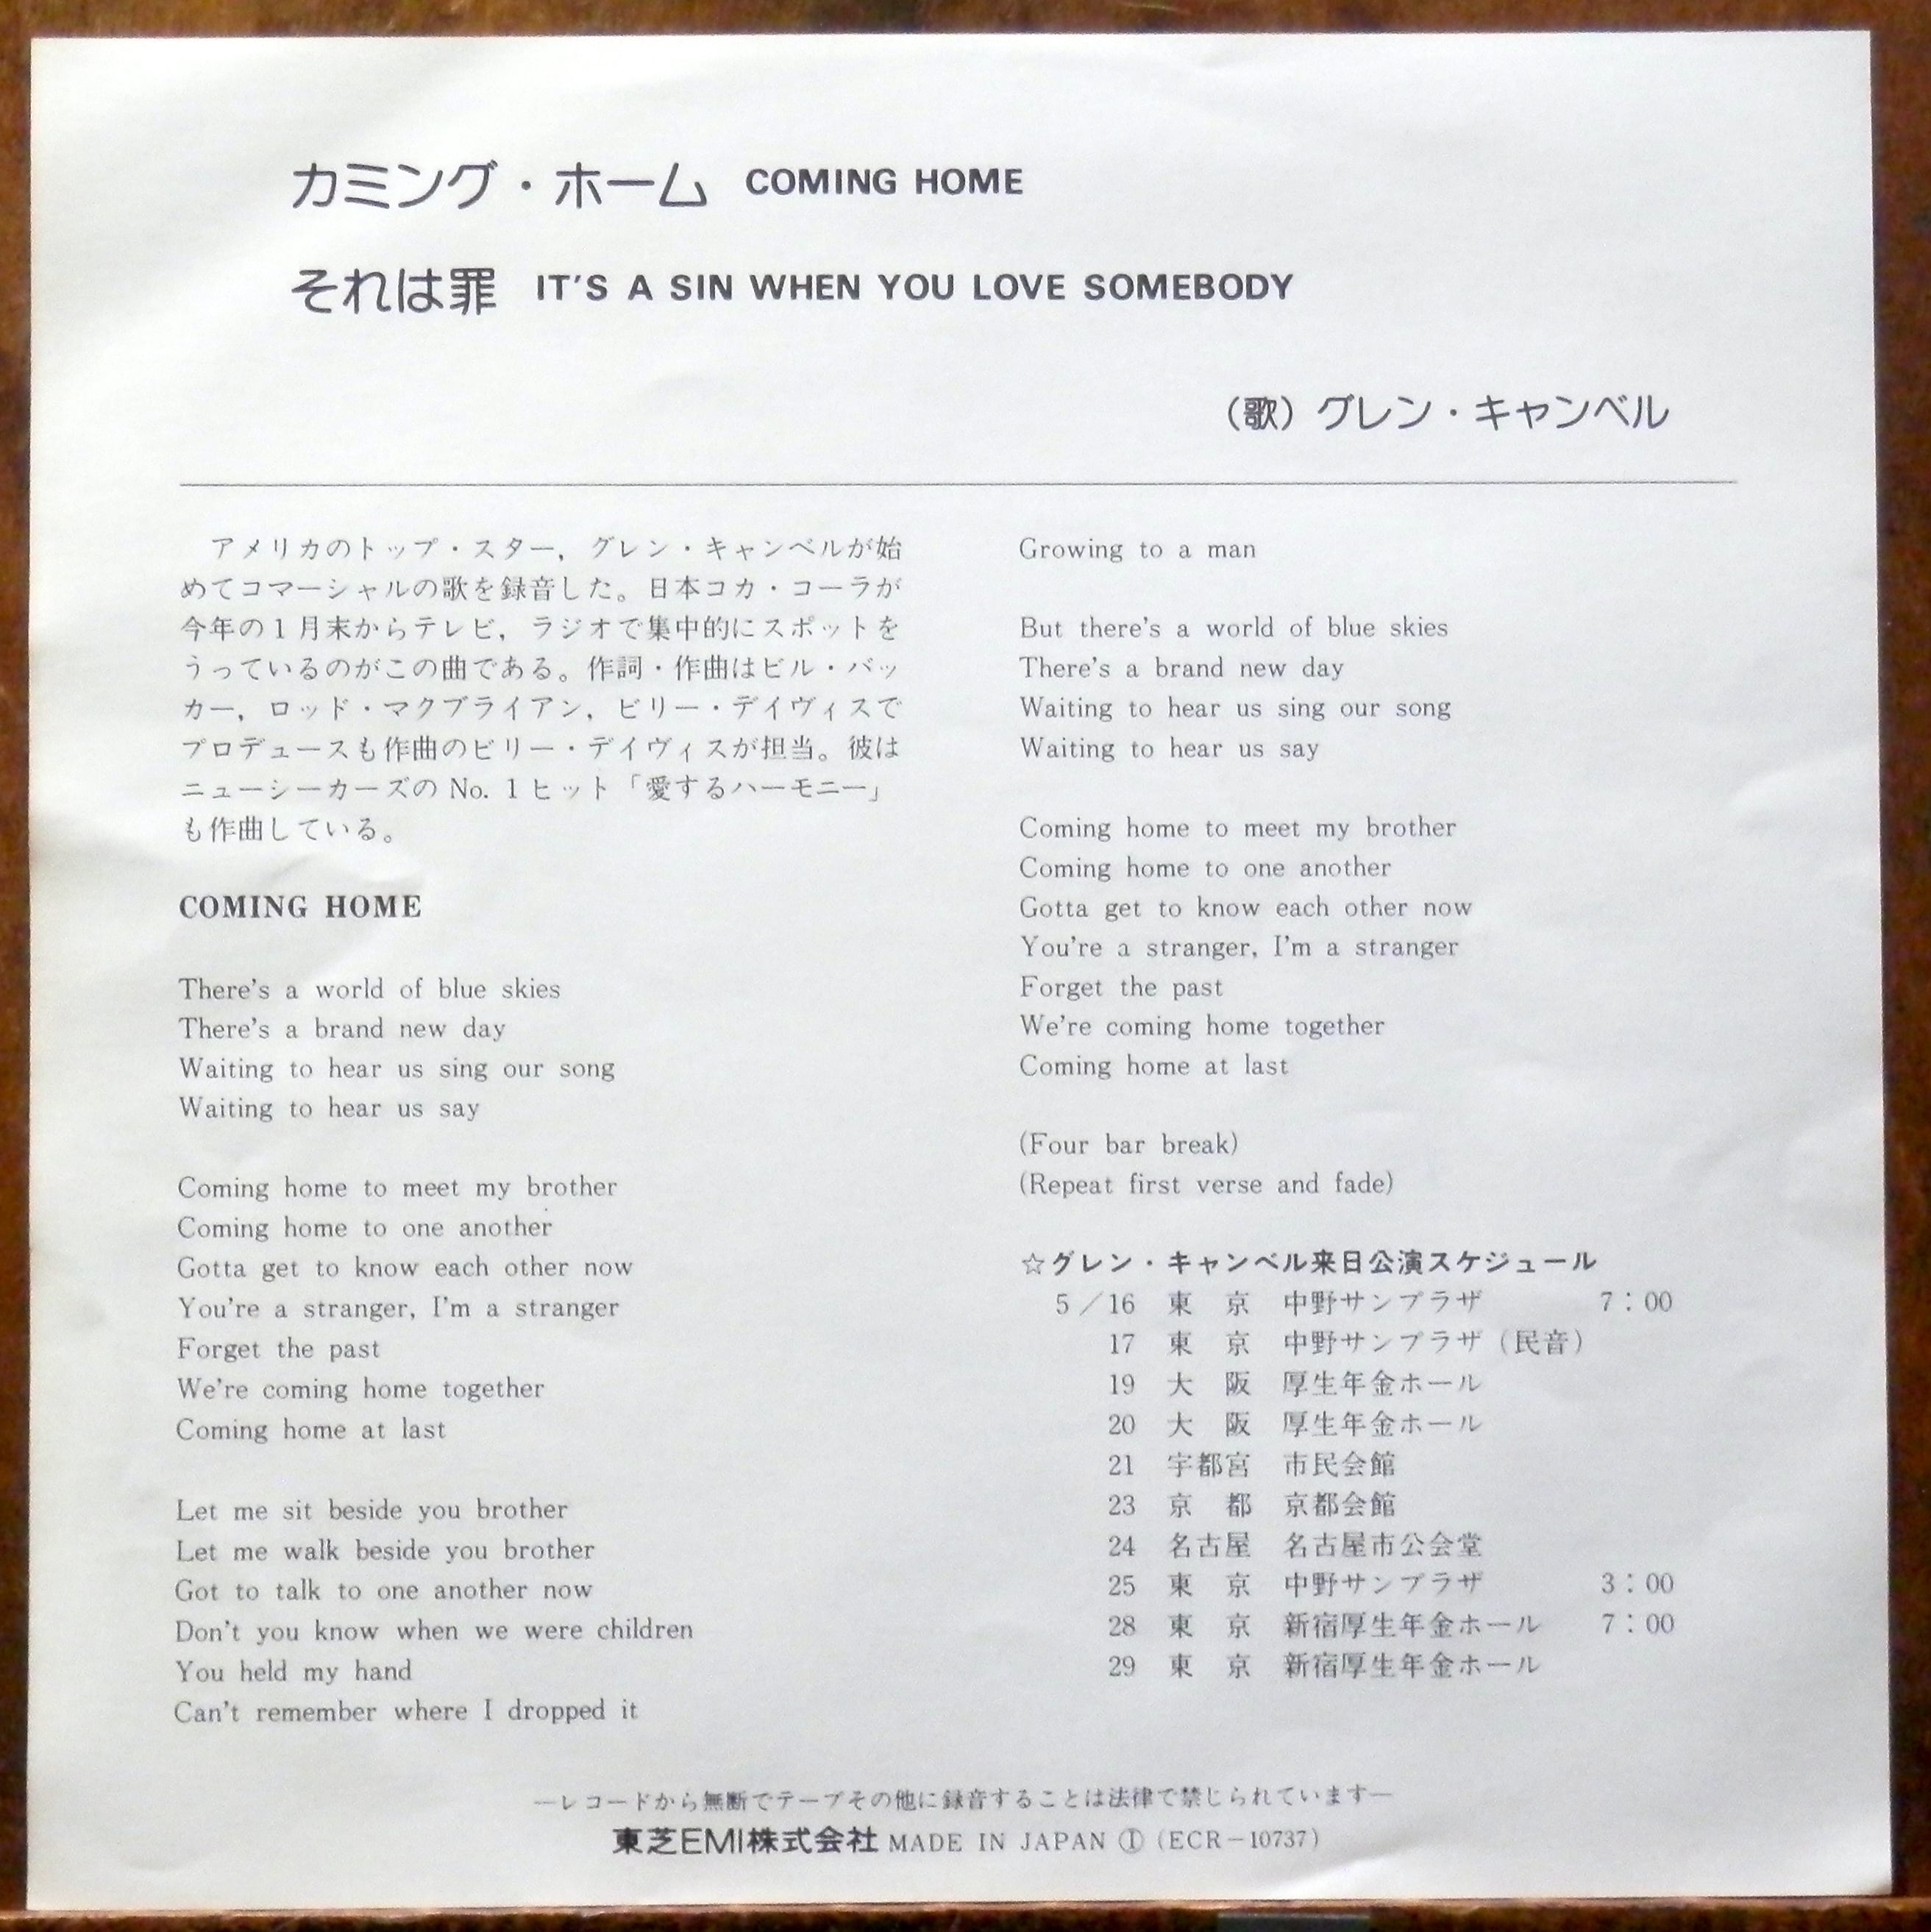 カミング・ホーム COMING HOME
それは罪 IT'S A SIN WHEN YOU LOVE SOMEBODY
（歌）グレン・キャンベル
アメリカのトップ・スター，グレン・キャンベルが始
めてコマーシャルの歌を録音した。日本コカ・コーラが
今年の1月末からテレビ，ラジオで集中的にスポットを
うっているのがこの曲である。作詞・作曲はビル・バッ
カー，ロッド・マクブライアン，ビリー・デイヴィスで
プロデュースも作曲のビリー・デイヴィスが担当。彼は
ニューシーカーズの No. 1 ヒット「愛するハーモニー」
も作曲している。
COMING HOME
There's a world of blue skies
There's a brand new day
Waiting to hear us sing our song
Waiting to hear us say
Coming home to meet my brother
Coming home to one another
Gotta get to know each other now
You're a stranger, I'm a stranger
Forget the past
We're coming home together
Coming home at last
Let me sit beside you brother
Let me walk beside you brother
Got to talk to one another now
Don't you know when we were children
You held my hand
Can't remember where I dropped it
Growing to a man
But there's a world of blue skies
There's a brand new day
Waiting to hear us sing our song
Waiting to hear us say
Coming home to meet my brother
Coming home to one another
Gotta get to know each other now
You're a stranger, I'm a stranger
Forget the past
We're coming home together
Coming home at last
(Four bar break)
(Repeat first verse and fade)
☆グレン・キャンベル来日公演スケジュール
5／16 東 京 中野サンプラザ 7：00
17 東 京 中野サンプラザ（民音）
19 大 阪 厚生年金ホール
20 大 阪 厚生年金ホール
21 宇都宮 市民会館
23 京 都 京都会館
24 名古屋 名古屋市公会堂
25 東 京 中野サンプラザ 3：00
28 東 京 新宿厚生年金ホール 7：00
29 東 京 新宿厚生年金ホール
―レコードから無断でテープその他に録音することは法律で禁じられています―
東芝EMI株式会社 MADE IN JAPAN Ⓘ (ECR－10737)